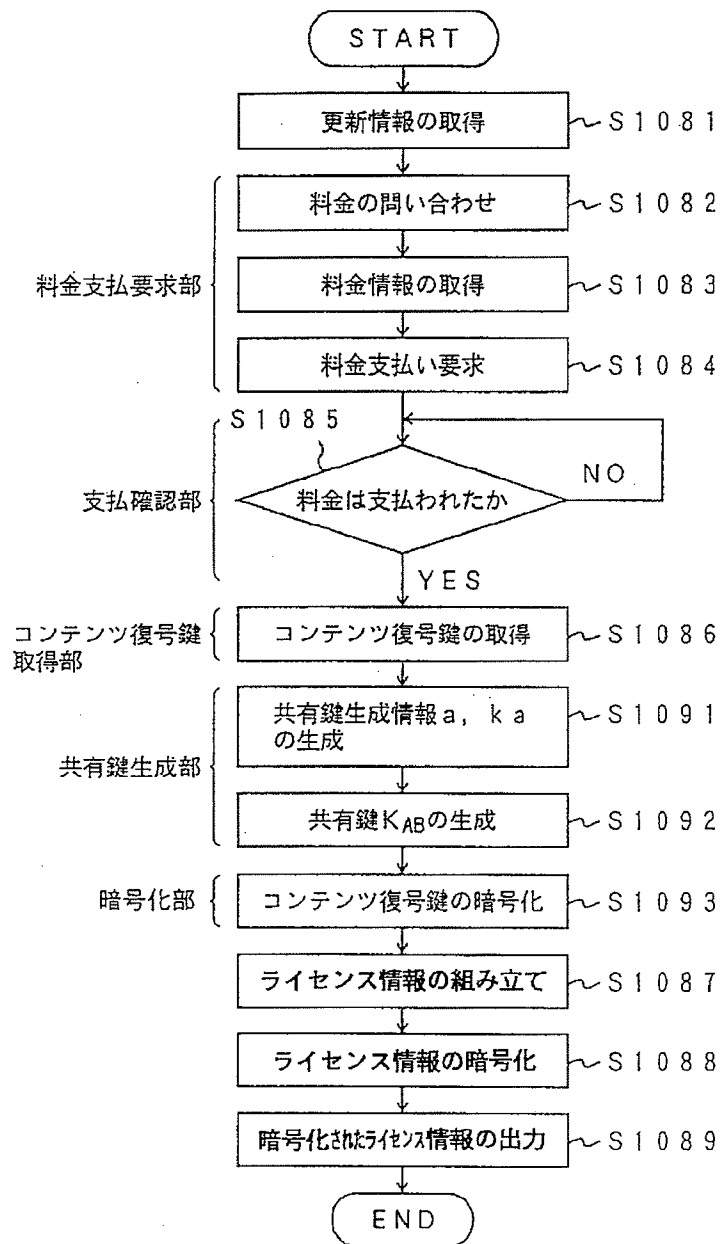 START
更新情報の取得 S1081
料金の問い合わせ S1082
料金支払要求部
料金情報の取得 S1083
料金支払い要求 S1084
S1085
料金は支払われたか
NO
支払確認部
YES
コンテンツ復号鍵
取得部
コンテンツ復号鍵の取得 S1086
共有鍵生成情報a, ka
の生成
S1091
共有鍵生成部
共有鍵KABの生成 S1092
暗号化部
コンテンツ復号鍵の暗号化 S1093
ライセンス情報の組み立て S1087
ライセンス情報の暗号化 S1088
暗号化されたライセンス情報の出力 S1089
END